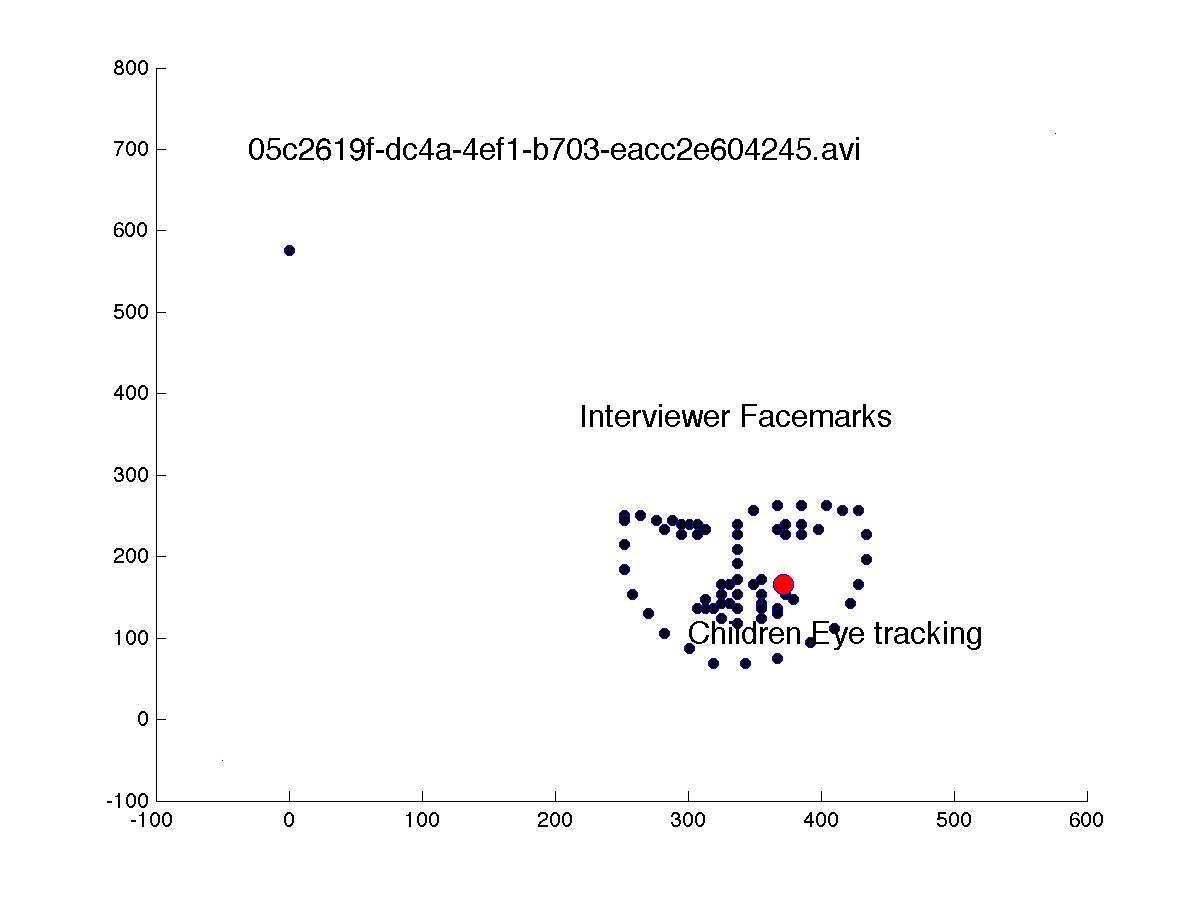 800
700
05c2619f-dc4a-4ef1-b703-eacc2e604245.avi
600
500
400
Interviewer Facemarks
300
200
100
Children Eye tracking
0
-100
-100 0 100 200 300 400 500 600